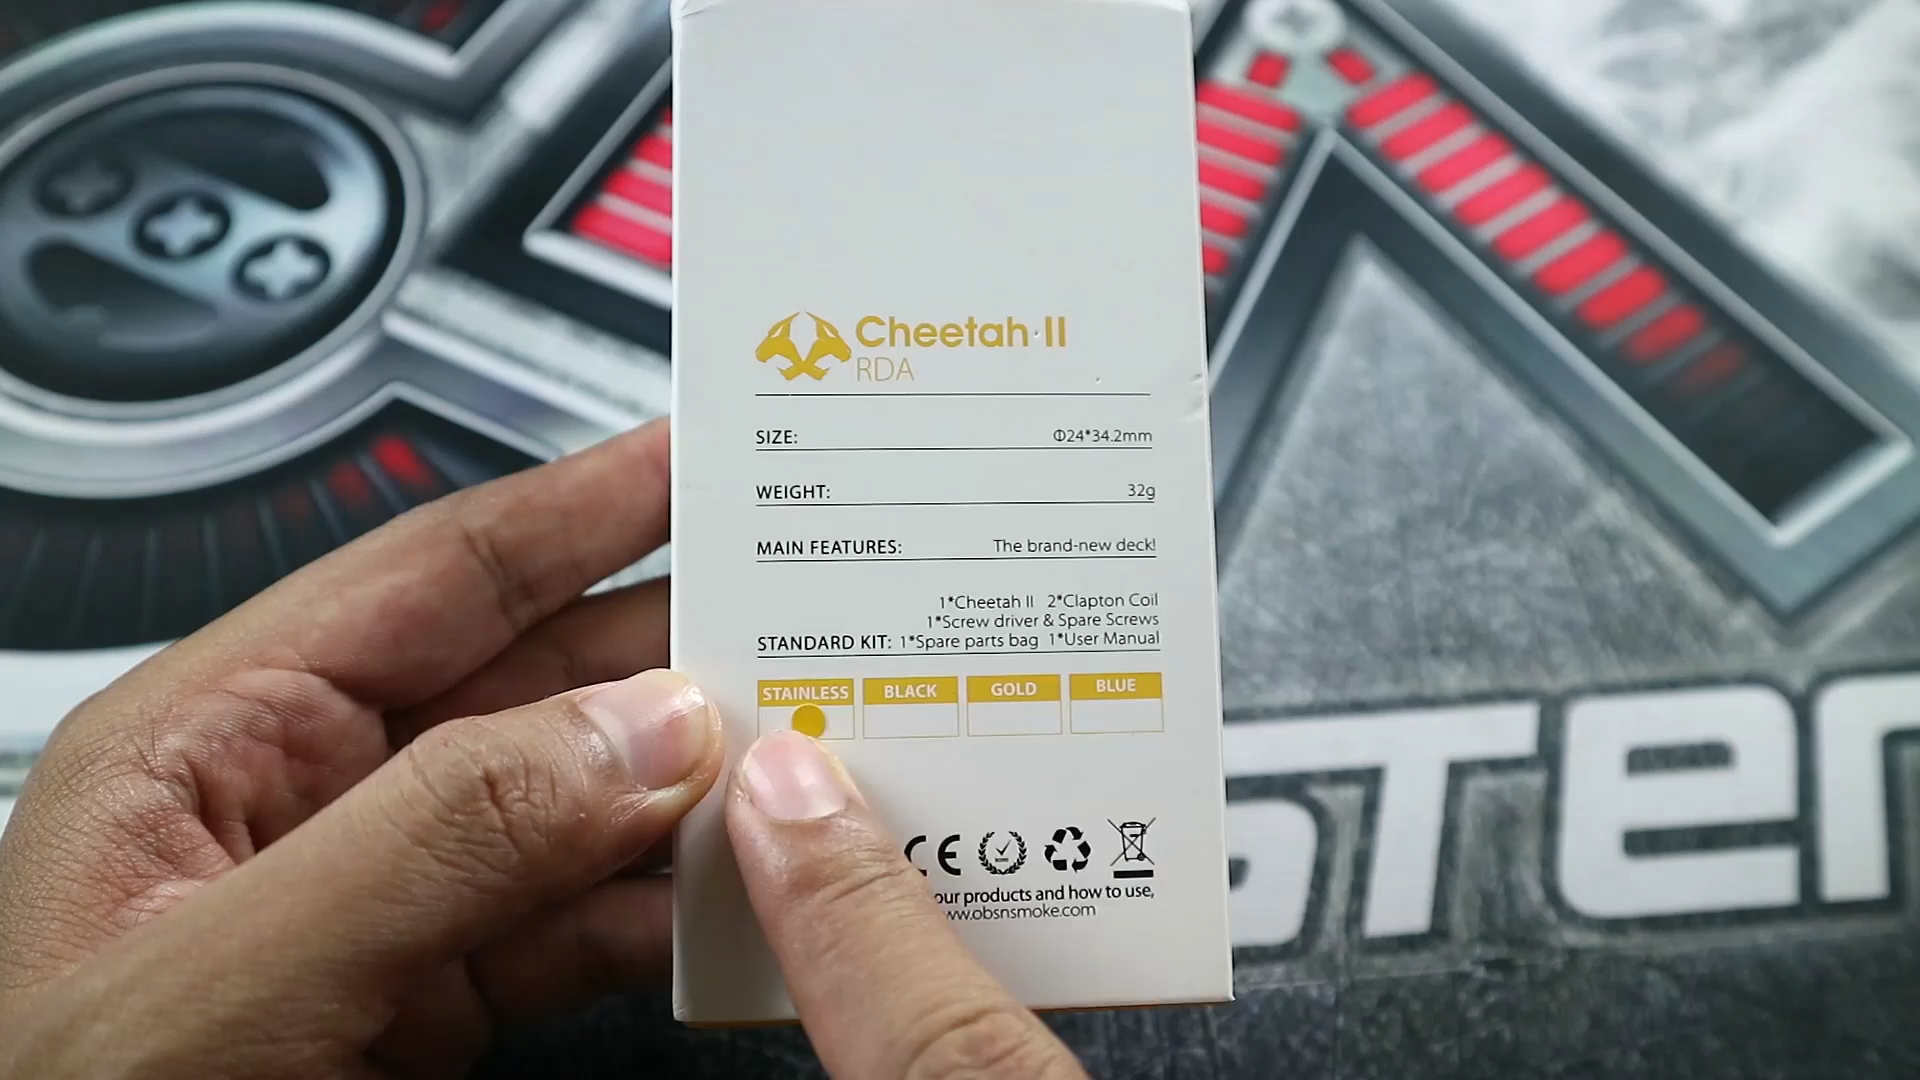 Cheetah II
RDA
SIZE: Φ24*34.2mm
WEIGHT: 32g
MAIN FEATURES: The brand-new deck!
1*Cheetah II 2*Clapton Coil
1*Screw driver & Spare Screws
STANDARD KIT: 1*Spare parts bag 1*User Manual
STAINLESS BLACK GOLD BLUE
CE
our products and how to use,
ww.obsnsmoke.com